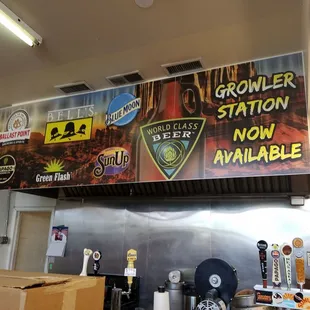 BALLAST POINT
BELL'S
BLUE MOON
Green Flash
SunUp
WORLD CLASS
BEER
GROWLER
STATION
NOW
AVAILABLE